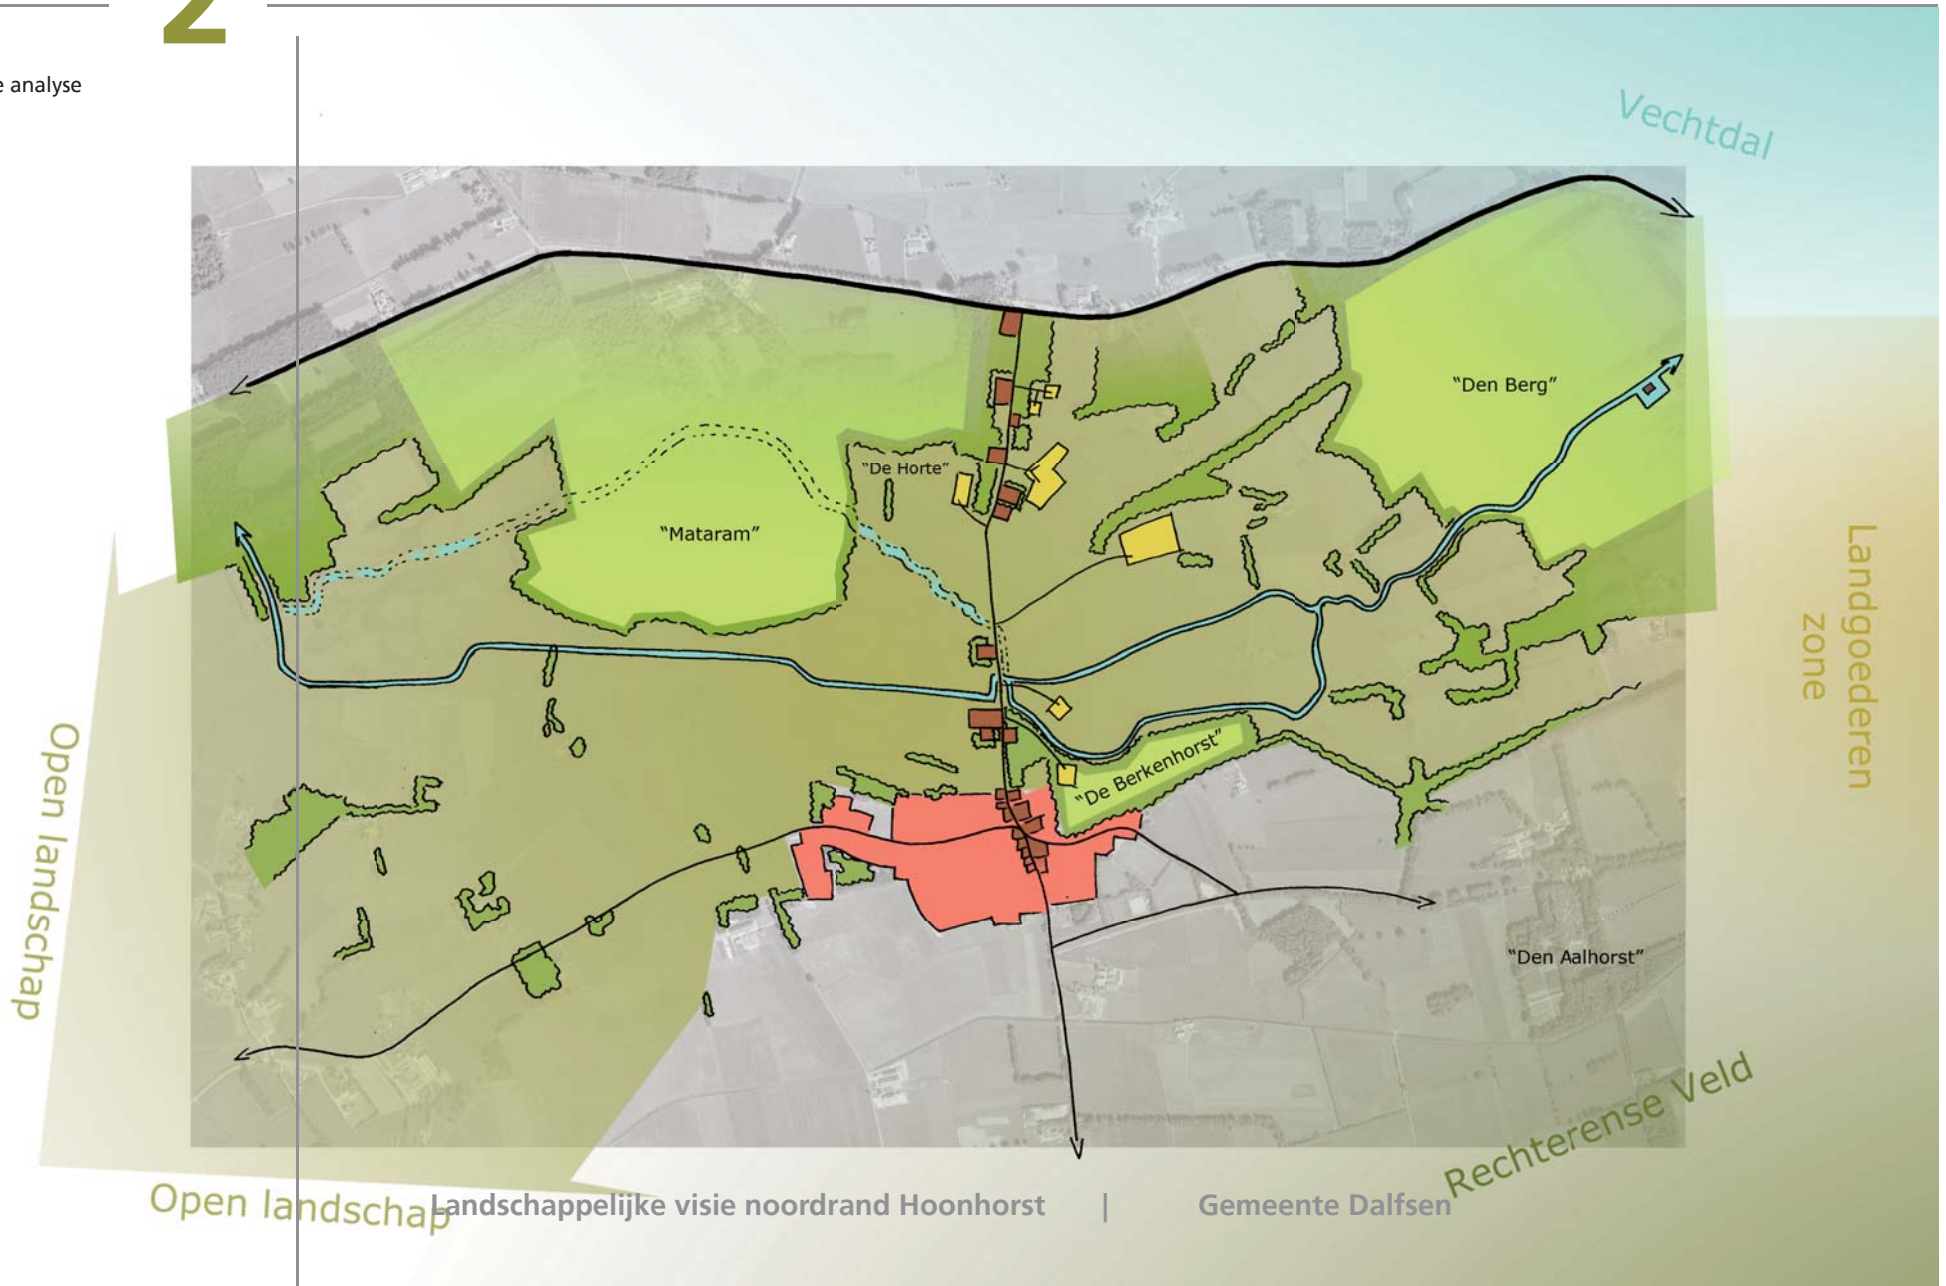 2
e analyse
Vechtdal
"Den Berg"
"De Horte"
"Mataram"
Landgoederen
zone
Open landschap
"De Berkenhorst"
"Den Aalhorst"
Rechterense Veld
Open landschap
Landschappelijke visie noordrand Hoonhorst | Gemeente Dalfsen